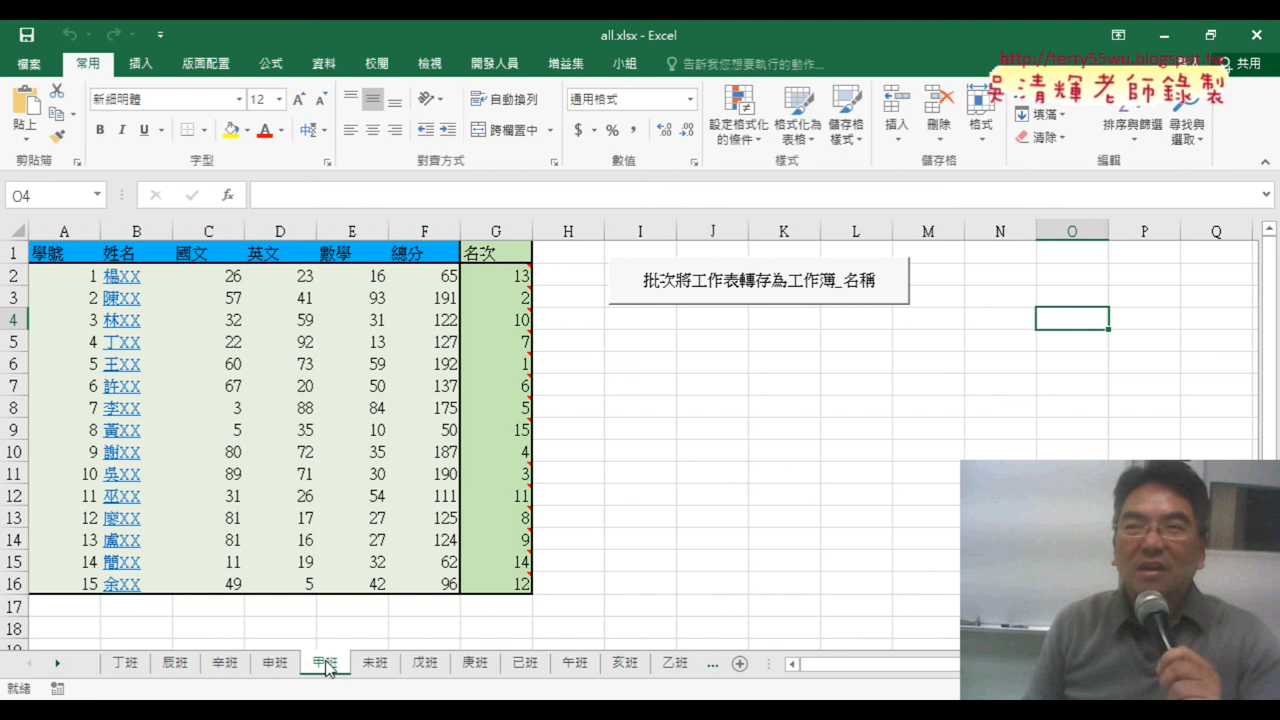 all.xlsx - Excel
檔案 常用 插入 版面配置 公式 資料 校閱 檢視 開發人員 增益集 小組 告訴我您想要執行的動作... 共用
http://terry55wu.blogspot.tw
吳清輝老師錄製
貼上 新細明體 12 自動換列 通用格式 設定格式化的條件 格式化為表格 儲存格樣式 插入 刪除 格式 填滿 清除 排序與篩選 尋找與選取
B I U A 中 跨欄置中 $ % ,
剪貼簿 字型 對齊方式 數值 樣式 儲存格 編輯
O4 fx
A B C D E F G H I J K L M N O P Q
1 學號 姓名 國文 英文 數學 總分 名次
2 1 楊XX 26 23 16 65 13
批次將工作表轉存為工作簿_名稱
3 2 陳XX 57 41 93 191 2
4 3 林XX 32 59 31 122 10
5 4 丁XX 22 92 13 127 7
6 5 王XX 60 73 59 192 1
7 6 許XX 67 20 50 137 6
8 7 李XX 3 88 84 175 5
9 8 黃XX 5 35 10 50 15
10 9 謝XX 80 72 35 187 4
11 10 吳XX 89 71 30 190 3
12 11 巫XX 31 26 54 111 11
13 12 廖XX 81 17 27 125 8
14 13 盧XX 81 16 27 124 9
15 14 簡XX 11 19 32 62 14
16 15 余XX 49 5 42 96 12
17
18
丁班 辰班 辛班 申班 甲班 未班 戊班 庚班 己班 午班 亥班 乙班 ...
就緒